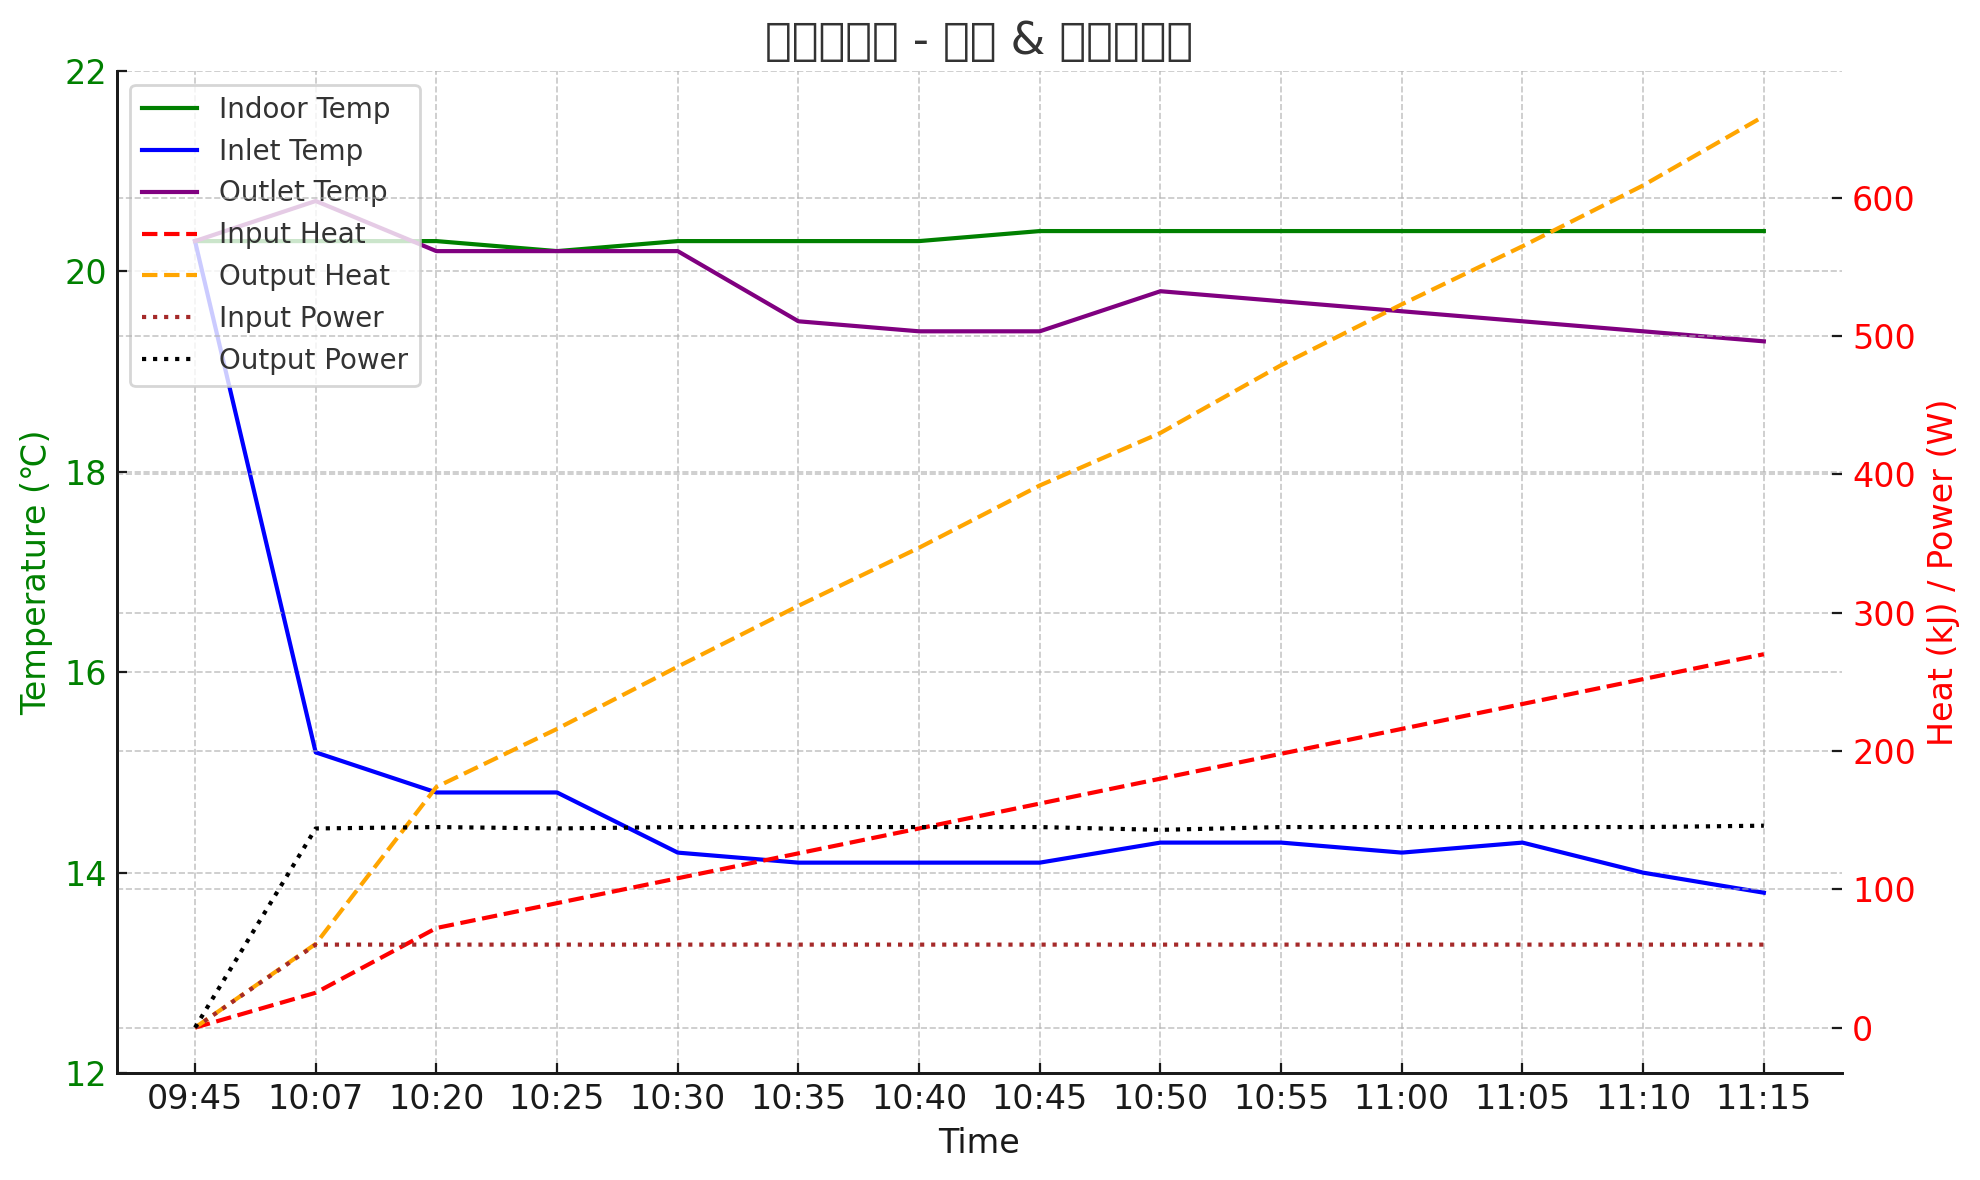 - &
22
Indoor Temp
Inlet Temp
Outlet Temp
Input Heat
Output Heat
Input Power
Output Power
20
18
16
14
12
Temperature (°C)
600
500
400
300
200
100
0
Heat (kJ) / Power (W)
09:45 10:07 10:20 10:25 10:30 10:35 10:40 10:45 10:50 10:55 11:00 11:05 11:10 11:15
Time